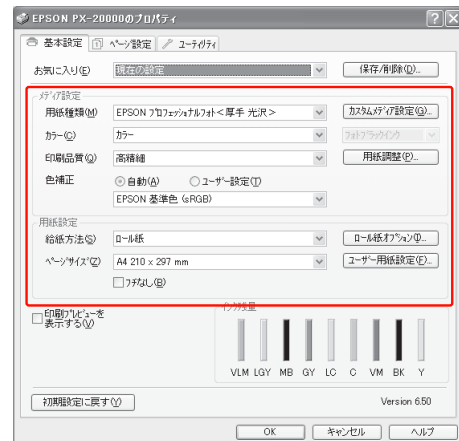 EPSON PX-20000のプロパティ
基本設定 ページ設定 ユーティリティ
お気に入り(F) 現在の設定 保存/削除(D)...
メディア設定
用紙種類(M) EPSON プロフェッショナルフォト<厚手 光沢> カスタムメディア設定(G)...
カラー(C) カラー フォトブラックインク
印刷品質(Q) 高精細 用紙調整(P)...
色補正 自動(A) ユーザー設定(T)
EPSON 基準色 (sRGB)
用紙設定
給紙方法(S) ロール紙 ロール紙オプション(I)...
ページサイズ(Z) A4 210 x 297 mm ユーザー用紙設定(E)...
フチなし(B)
印刷プレビューを
表示する(V)
インク残量
VLM LGY MB GY LC C VM BK Y
初期設定に戻す(Y) Version 6.50
OK キャンセル ヘルプ